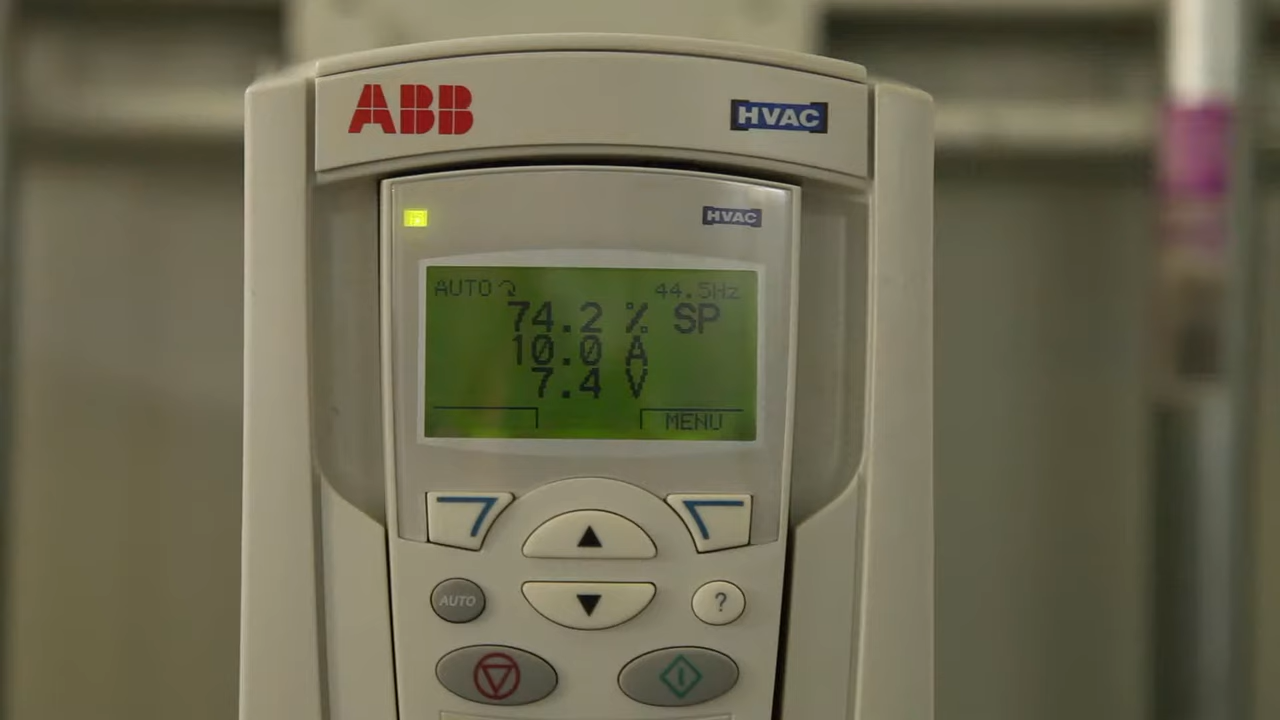 ABB HVAC
HVAC
AUTO 44.5Hz
74.2 % SP
10.0 A
7.4 V
MENU
AUTO ?